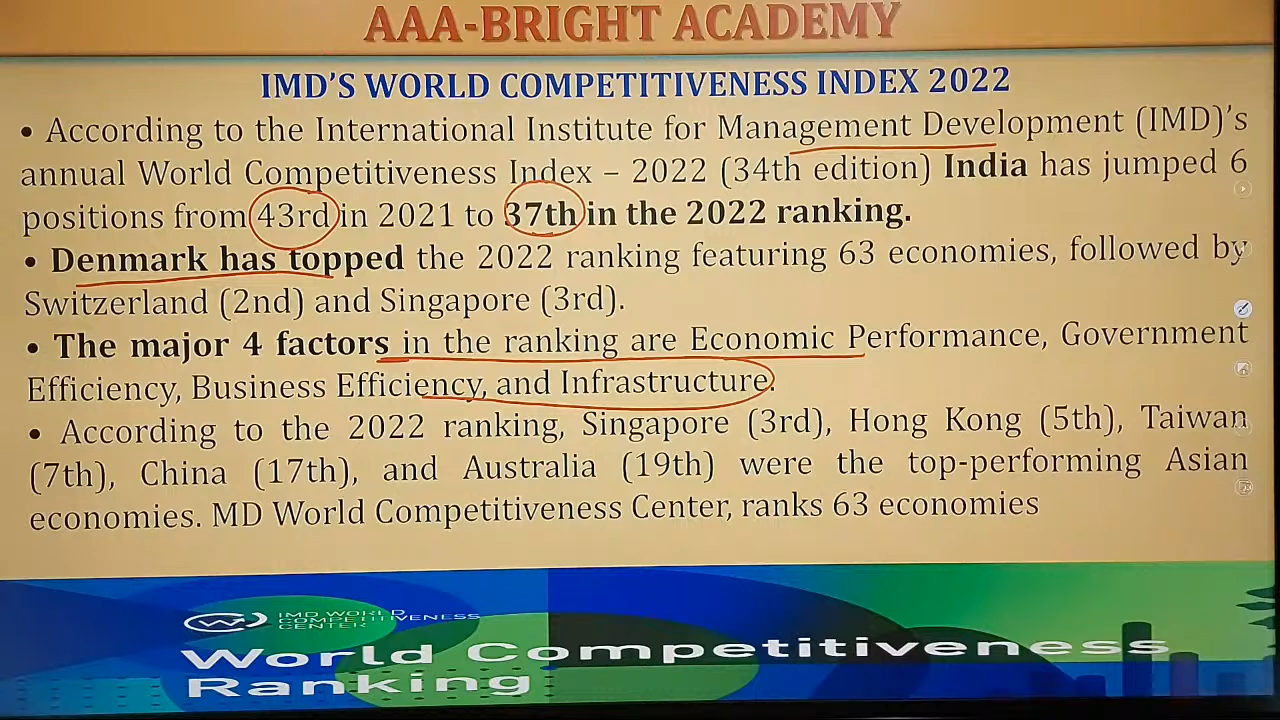 AAA-BRIGHT ACADEMY
IMD'S WORLD COMPETITIVENESS INDEX 2022
• According to the International Institute for Management Development (IMD)'s
annual World Competitiveness Index – 2022 (34th edition) India has jumped 6
positions from 43rd in 2021 to 37th in the 2022 ranking.
• Denmark has topped the 2022 ranking featuring 63 economies, followed by
Switzerland (2nd) and Singapore (3rd).
• The major 4 factors in the ranking are Economic Performance, Government
Efficiency, Business Efficiency, and Infrastructure.
• According to the 2022 ranking, Singapore (3rd), Hong Kong (5th), Taiwan
(7th), China (17th), and Australia (19th) were the top-performing Asian
economies. MD World Competitiveness Center, ranks 63 economies
IMD WORLD
COMPETITIVENESS
CENTER
World Competitiveness
Ranking